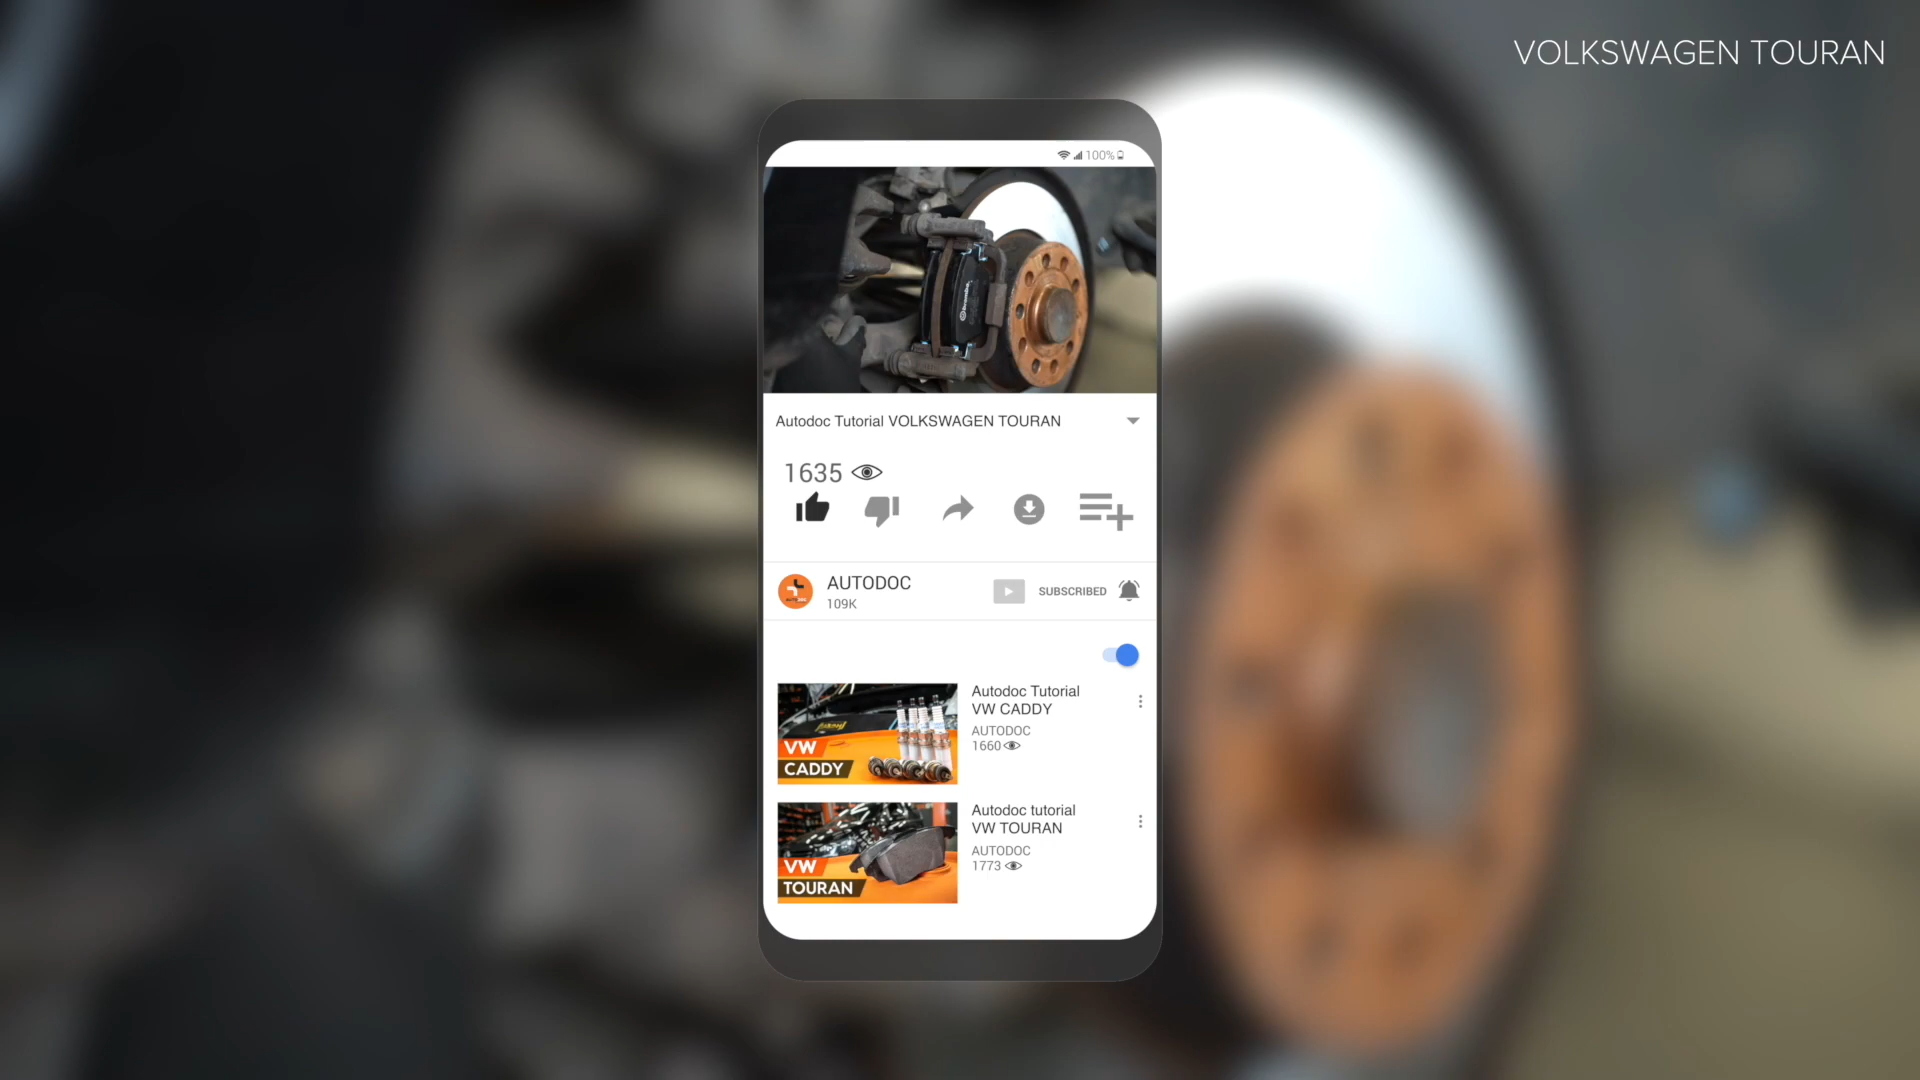 VOLKSWAGEN TOURAN
100%
brembo
Autodoc Tutorial VOLKSWAGEN TOURAN
1635
AUTODOC
109K
SUBSCRIBED
Autodoc Tutorial
VW CADDY
AUTODOC
1660
VW
CADDY
Autodoc tutorial
VW TOURAN
AUTODOC
1773
VW
TOURAN